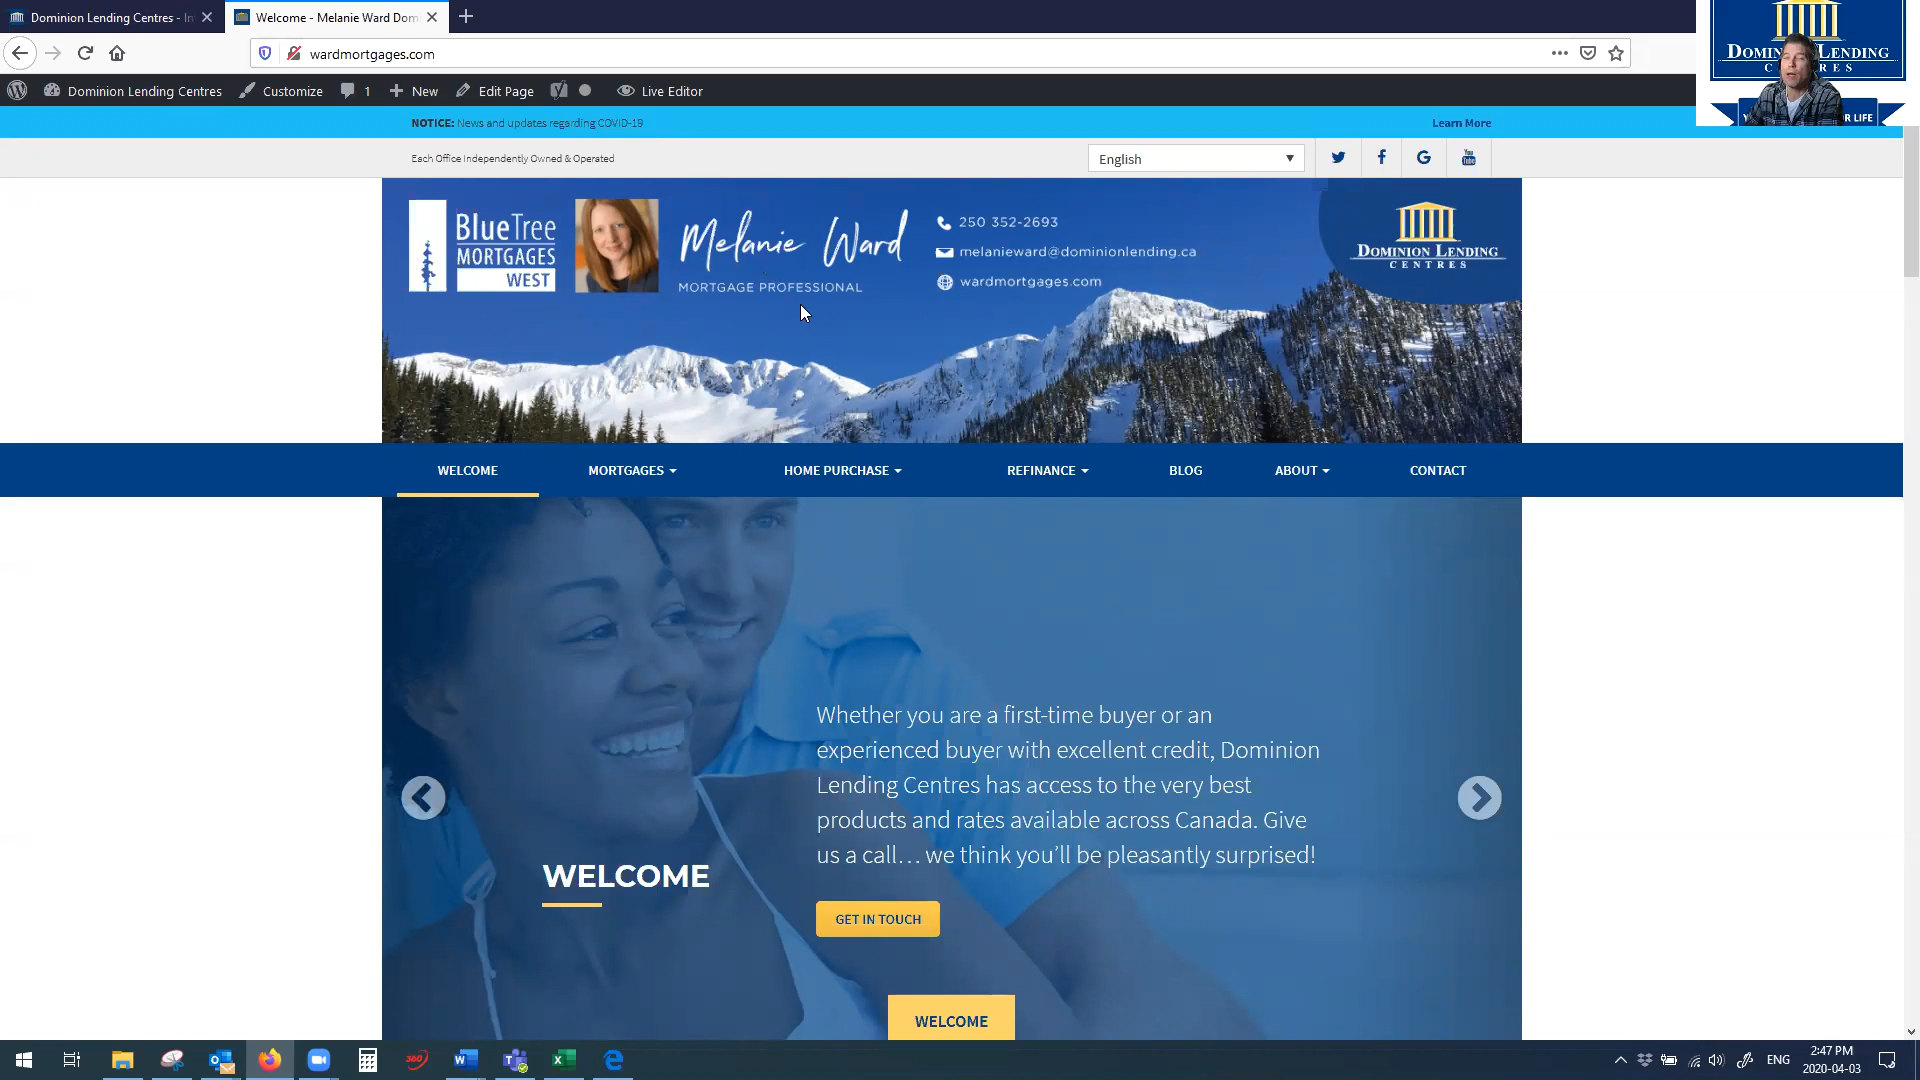 Dominion Lending Centres - In
Welcome - Melanie Ward Dom
wardmortgages.com
Dominion Lending Centres
Customize
1
New
Edit Page
Live Editor
NOTICE: News and updates regarding COVID-19
Learn More
Each Office Independently Owned & Operated
English
You
Tube
BlueTree
MORTGAGES
WEST
Melanie Ward
MORTGAGE PROFESSIONAL
250 352-2693
melanieward@dominionlending.ca
wardmortgages.com
DOMINION LENDING
CENTRES
WELCOME
MORTGAGES
HOME PURCHASE
REFINANCE
BLOG
ABOUT
CONTACT
Whether you are a first-time buyer or an
experienced buyer with excellent credit, Dominion
Lending Centres has access to the very best
products and rates available across Canada. Give
us a call… we think you’ll be pleasantly surprised!
WELCOME
GET IN TOUCH
WELCOME
ENG
2:47 PM
2020-04-03